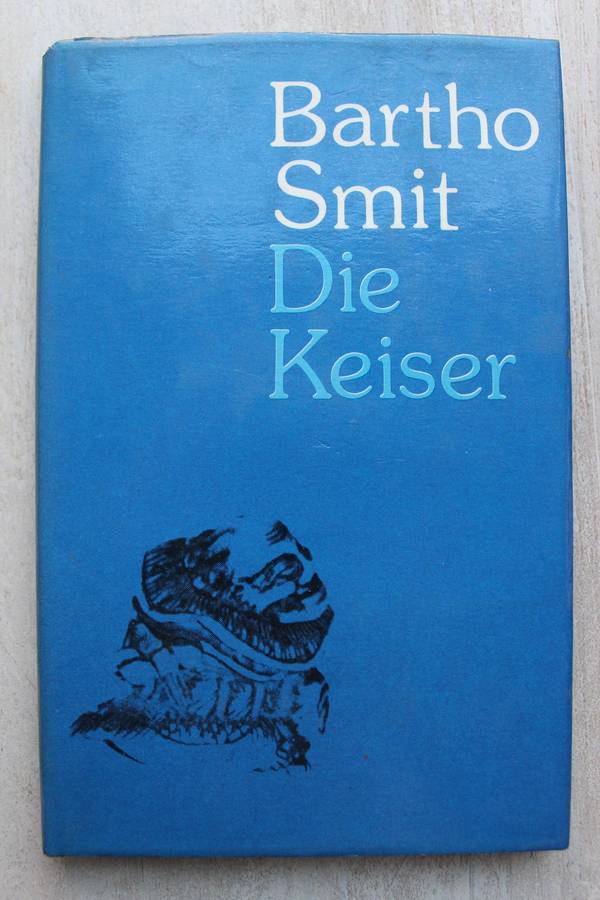 Bartho
Smit
Die
Keiser